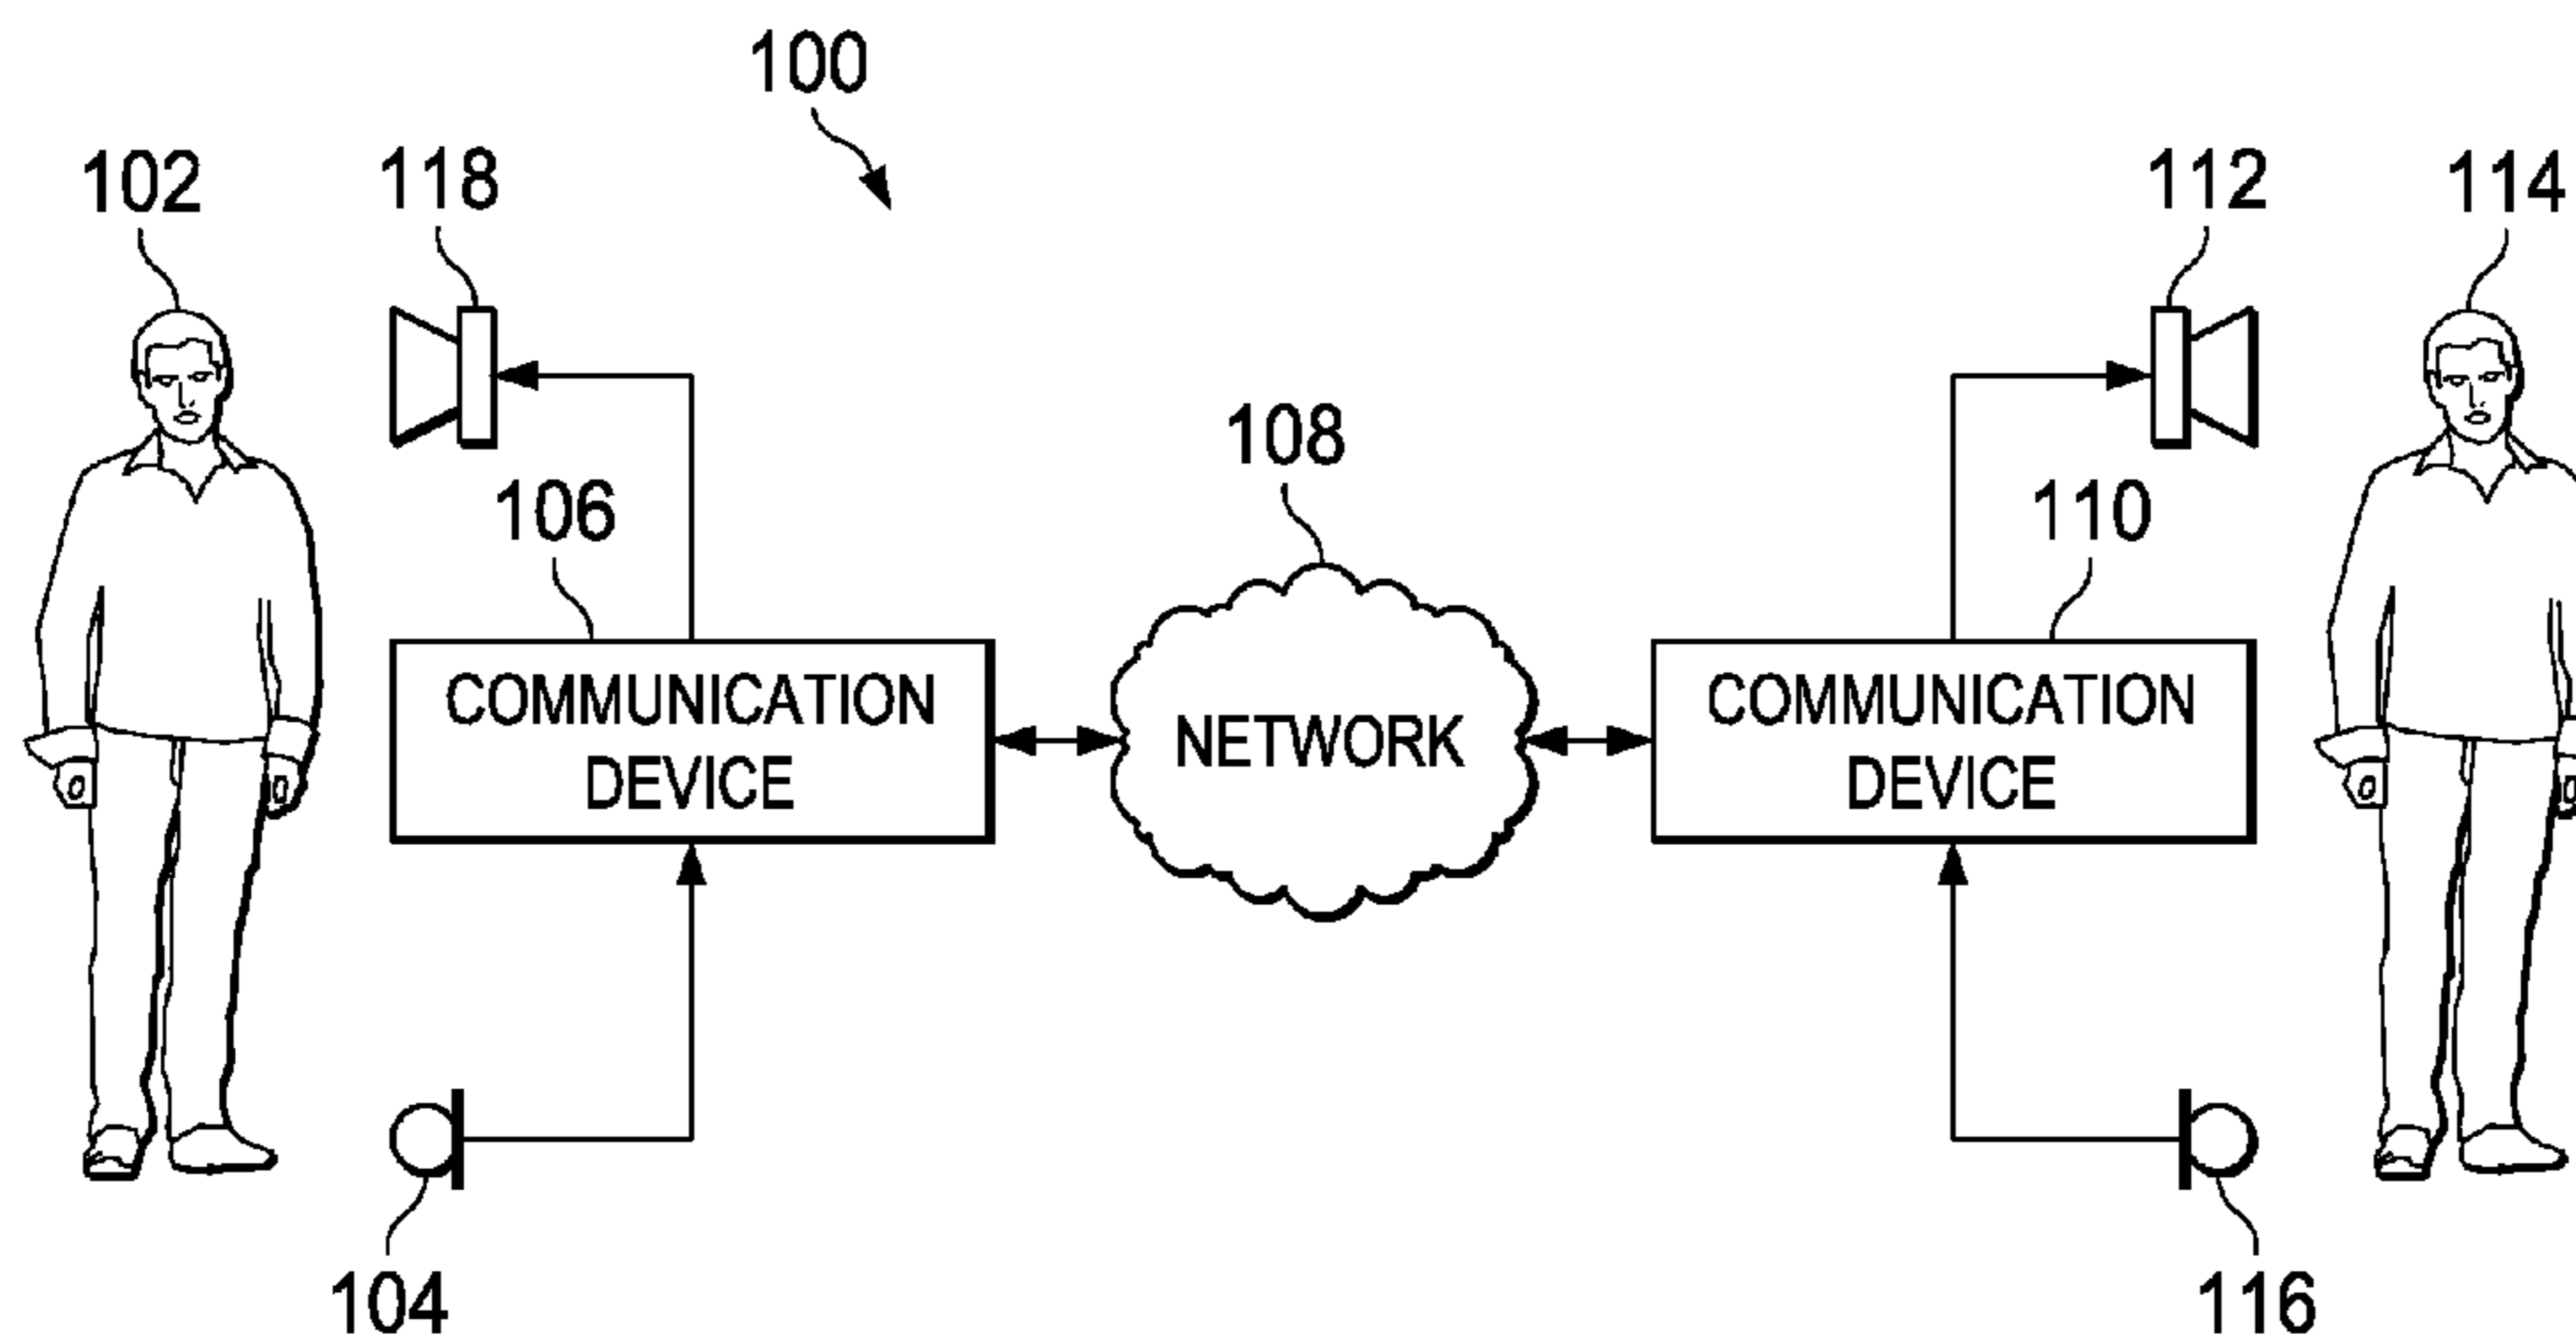 100
102
118
112
114
106
108
110
COMMUNICATION
DEVICE
NETWORK
COMMUNICATION
DEVICE
104
116